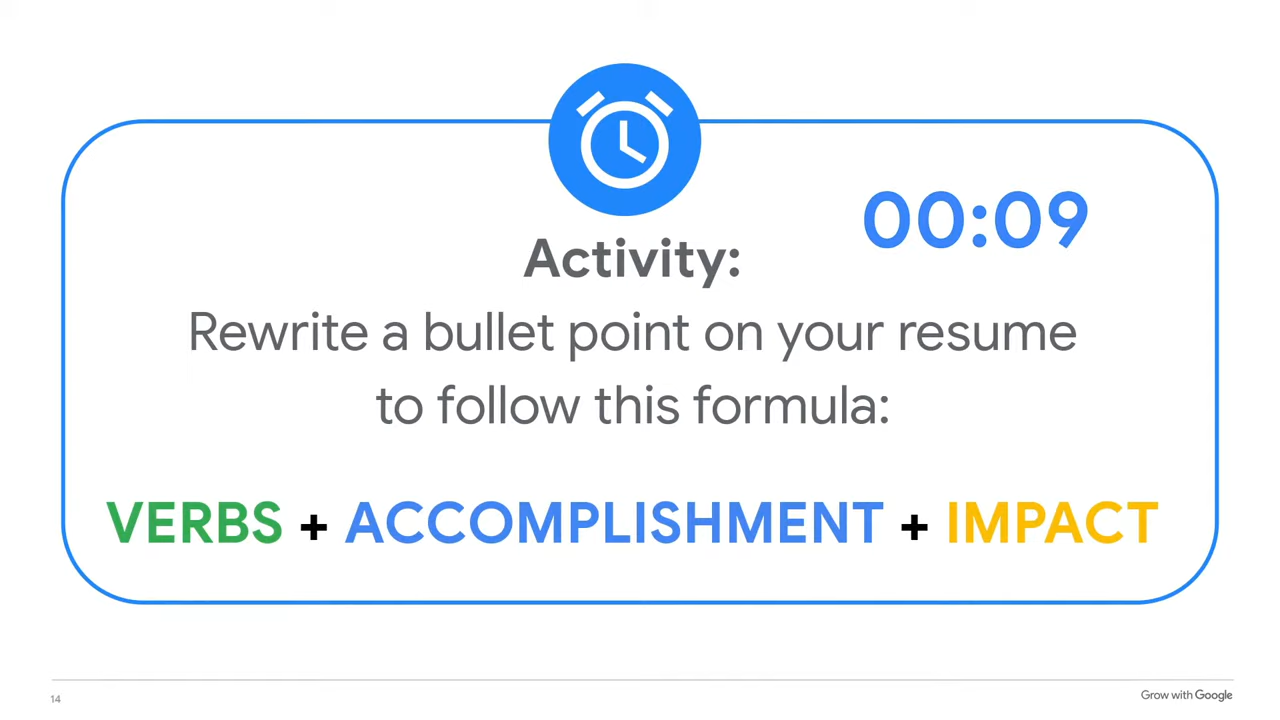 00:09
Activity:
Rewrite a bullet point on your resume
to follow this formula:
VERBS + ACCOMPLISHMENT + IMPACT
14
Grow with Google